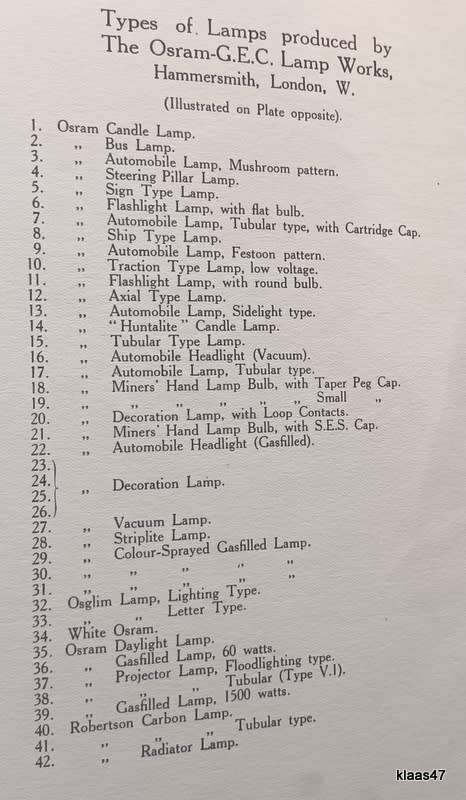 Types of Lamps produced by
The Osram-G.E.C. Lamp Works,
Hammersmith, London, W.
(Illustrated on Plate opposite).
1. Osram Candle Lamp.
2. „ Bus Lamp.
3. „ Automobile Lamp, Mushroom pattern.
4. „ Steering Pillar Lamp.
5. „ Sign Type Lamp.
6. „ Flashlight Lamp, with flat bulb.
7. „ Automobile Lamp, Tubular type, with Cartridge Cap.
8. „ Ship Type Lamp.
9. „ Automobile Lamp, Festoon pattern.
10. „ Traction Type Lamp, low voltage.
11. „ Flashlight Lamp, with round bulb.
12. „ Axial Type Lamp.
13. „ Automobile Lamp, Sidelight type.
14. „ "Huntalite" Candle Lamp.
15. „ Tubular Type Lamp.
16. „ Automobile Headlight (Vacuum).
17. „ Automobile Lamp, Tubular type.
18. „ Miners' Hand Lamp Bulb, with Taper Peg Cap.
19. „ „ „ „ „ „ Small „
20. „ Decoration Lamp, with Loop Contacts.
21. „ Miners' Hand Lamp Bulb, with S.E.S. Cap.
22. „ Automobile Headlight (Gasfilled).
23.
24.
25. „ Decoration Lamp.
26.
27. „ Vacuum Lamp.
28. „ Striplite Lamp.
29. „ Colour-Sprayed Gasfilled Lamp.
30. „ „ „ „ „
31. „ „ „ „ „
32. Osglim Lamp, Lighting Type.
33. „ „ Letter Type.
34. White Osram.
35. Osram Daylight Lamp.
36. „ Gasfilled Lamp, 60 watts.
37. „ Projector Lamp, Floodlighting type.
38. „ „ „ Tubular (Type V.I).
39. „ Gasfilled Lamp, 1500 watts.
40. Robertson Carbon Lamp.
41. „ „ „ Tubular type.
42. „ Radiator Lamp.
klaas47